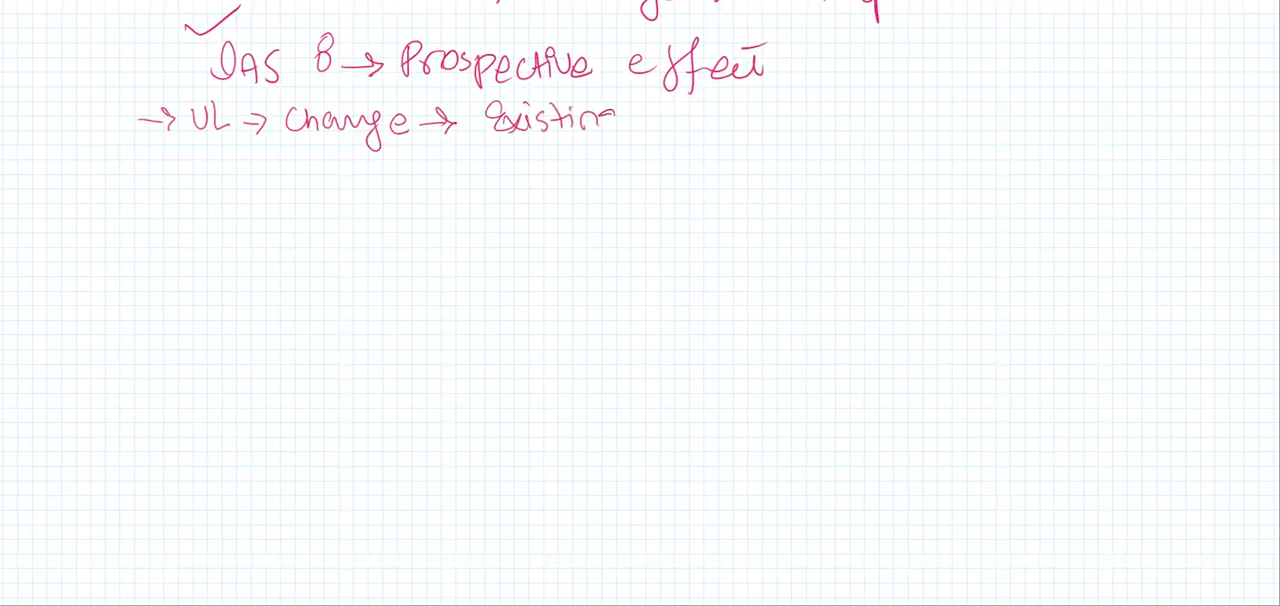 IAS 8 → Prospective effect
→ UL → Change → Existin